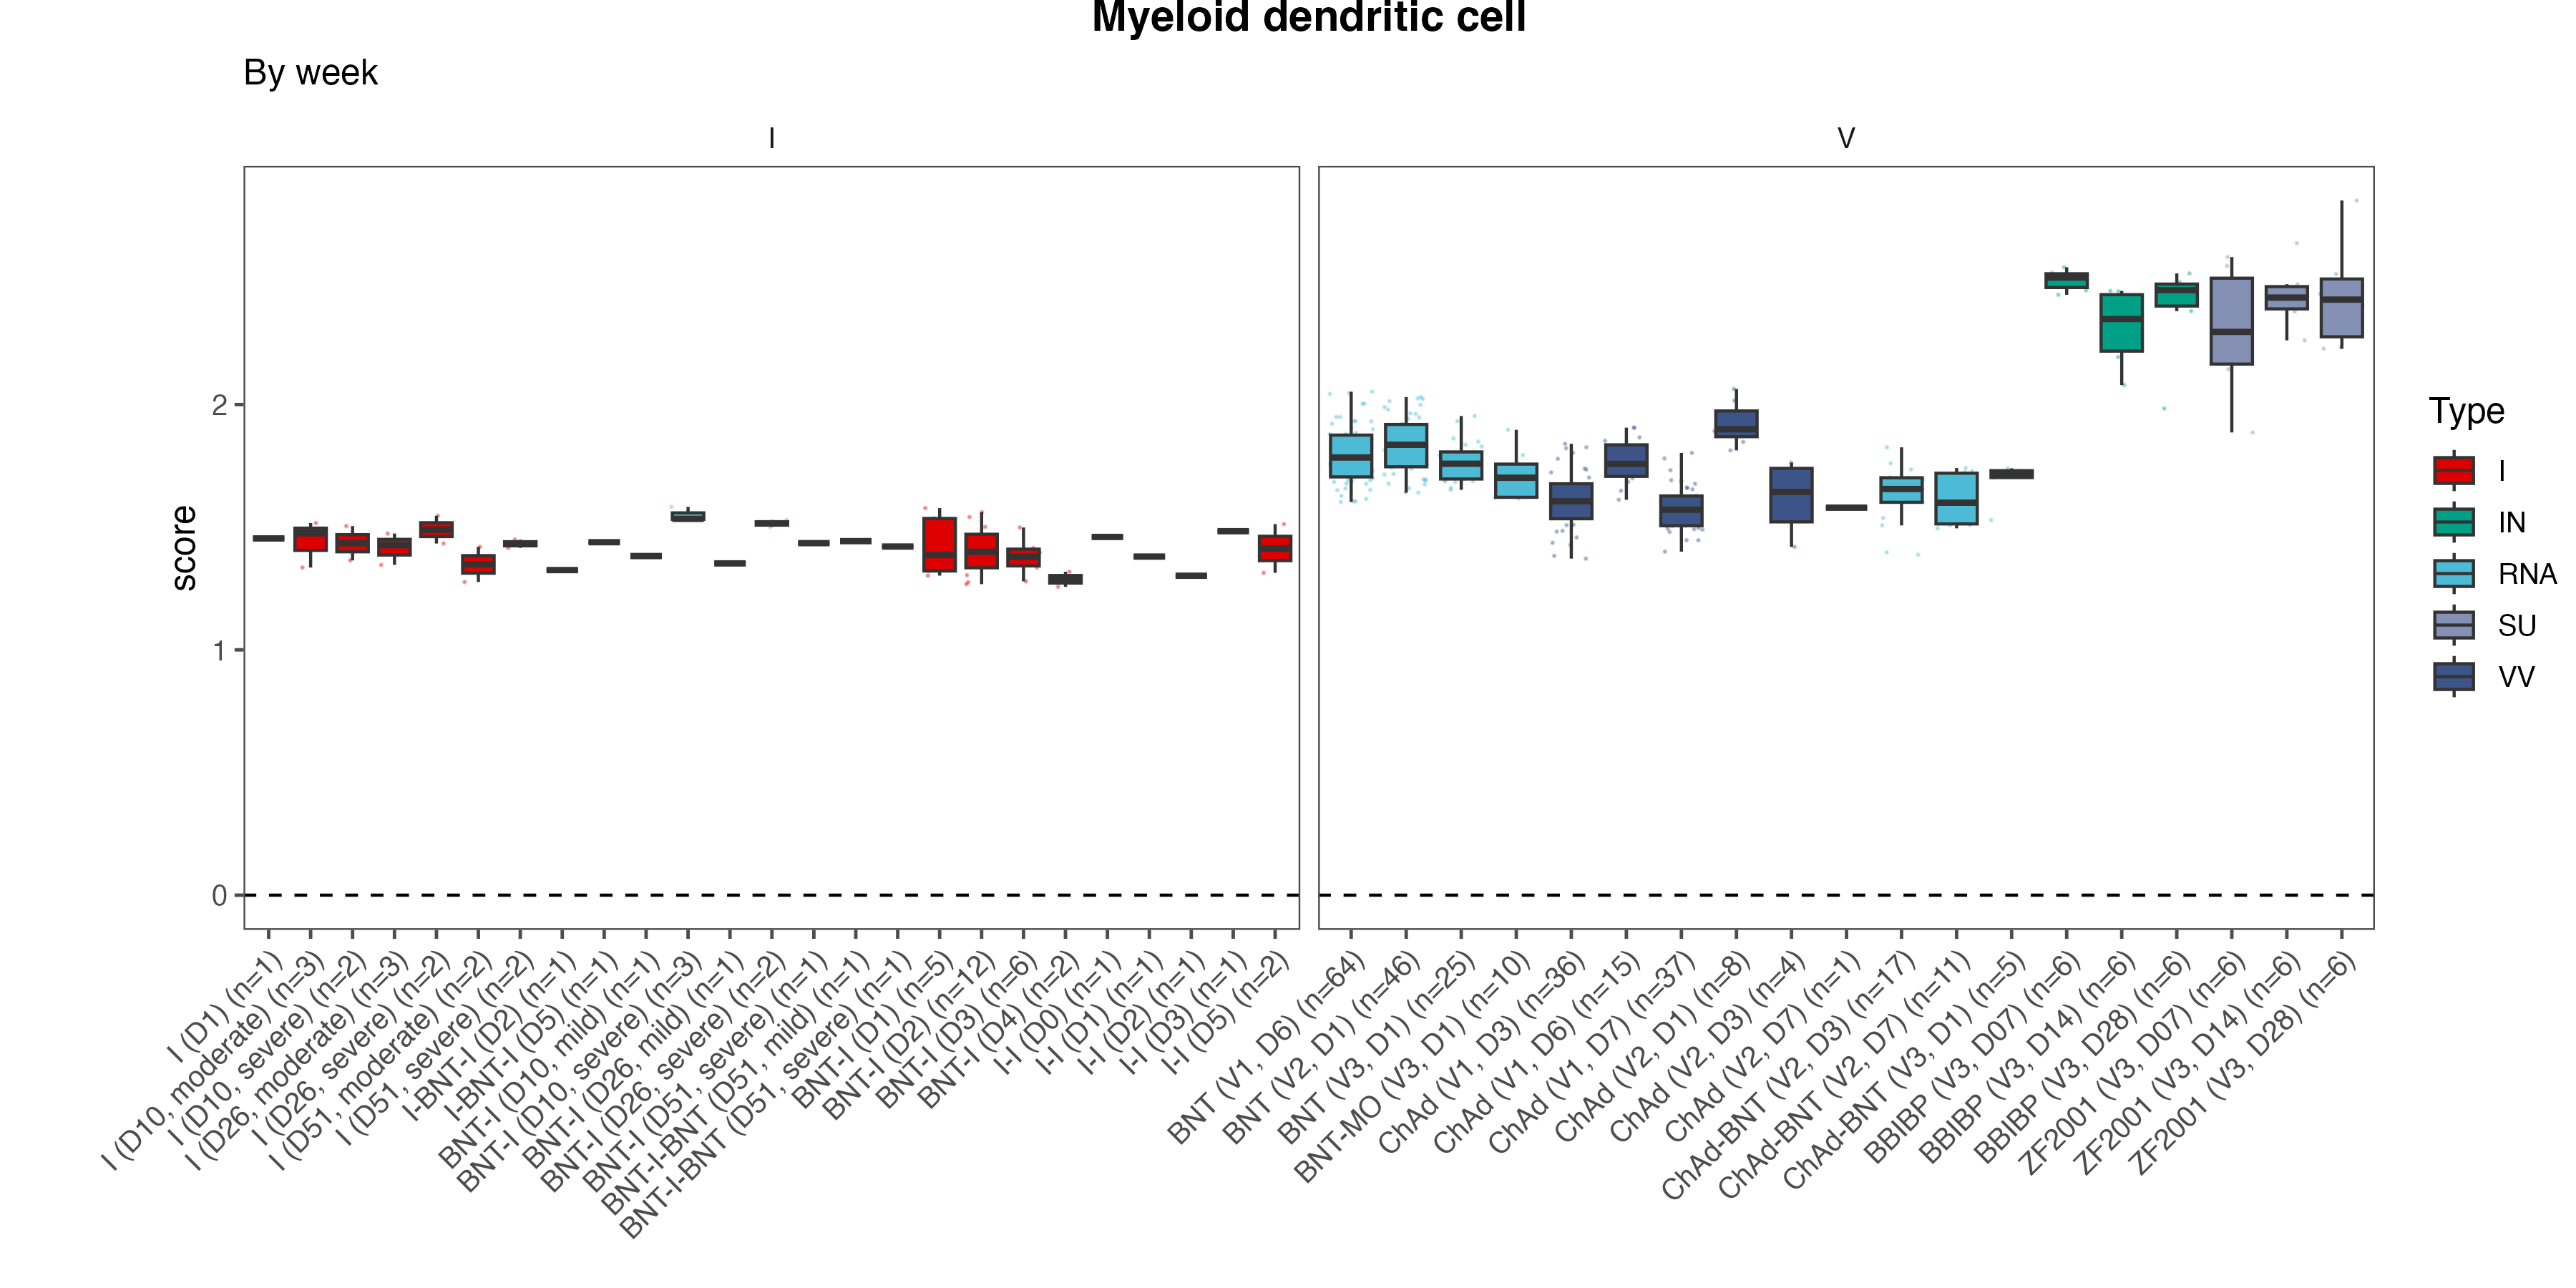 Myeloid dendritic cell
By week
I
V
score
2
1
0
I (D1) (n=1)
I (D10, moderate) (n=3)
I (D10, severe) (n=2)
I (D26, moderate) (n=3)
I (D26, severe) (n=2)
I (D51, moderate) (n=2)
I (D51, severe) (n=2)
I-BNT-I (D2) (n=1)
I-BNT-I (D5) (n=1)
BNT-I (D10, mild) (n=1)
BNT-I (D10, severe) (n=3)
BNT-I (D26, mild) (n=1)
BNT-I (D26, severe) (n=2)
BNT-I (D51, severe) (n=1)
BNT-I-BNT (D51, mild) (n=1)
BNT-I-BNT (D51, severe) (n=1)
BNT-I (D1) (n=5)
BNT-I (D2) (n=12)
BNT-I (D3) (n=6)
BNT-I (D4) (n=2)
I-I (D0) (n=1)
I-I (D1) (n=1)
I-I (D2) (n=1)
I-I (D3) (n=1)
I-I (D5) (n=2)
BNT (V1, D6) (n=64)
BNT (V2, D1) (n=46)
BNT (V3, D1) (n=25)
BNT-MO (V3, D1) (n=10)
ChAd (V1, D3) (n=36)
ChAd (V1, D6) (n=15)
ChAd (V1, D7) (n=37)
ChAd (V2, D1) (n=8)
ChAd (V2, D3) (n=4)
ChAd (V2, D7) (n=1)
ChAd-BNT (V2, D3) (n=17)
ChAd-BNT (V2, D7) (n=11)
ChAd-BNT (V3, D1) (n=5)
BBIBP (V3, D07) (n=6)
BBIBP (V3, D14) (n=6)
BBIBP (V3, D28) (n=6)
ZF2001 (V3, D07) (n=6)
ZF2001 (V3, D14) (n=6)
ZF2001 (V3, D28) (n=6)
Type
I
IN
RNA
SU
VV